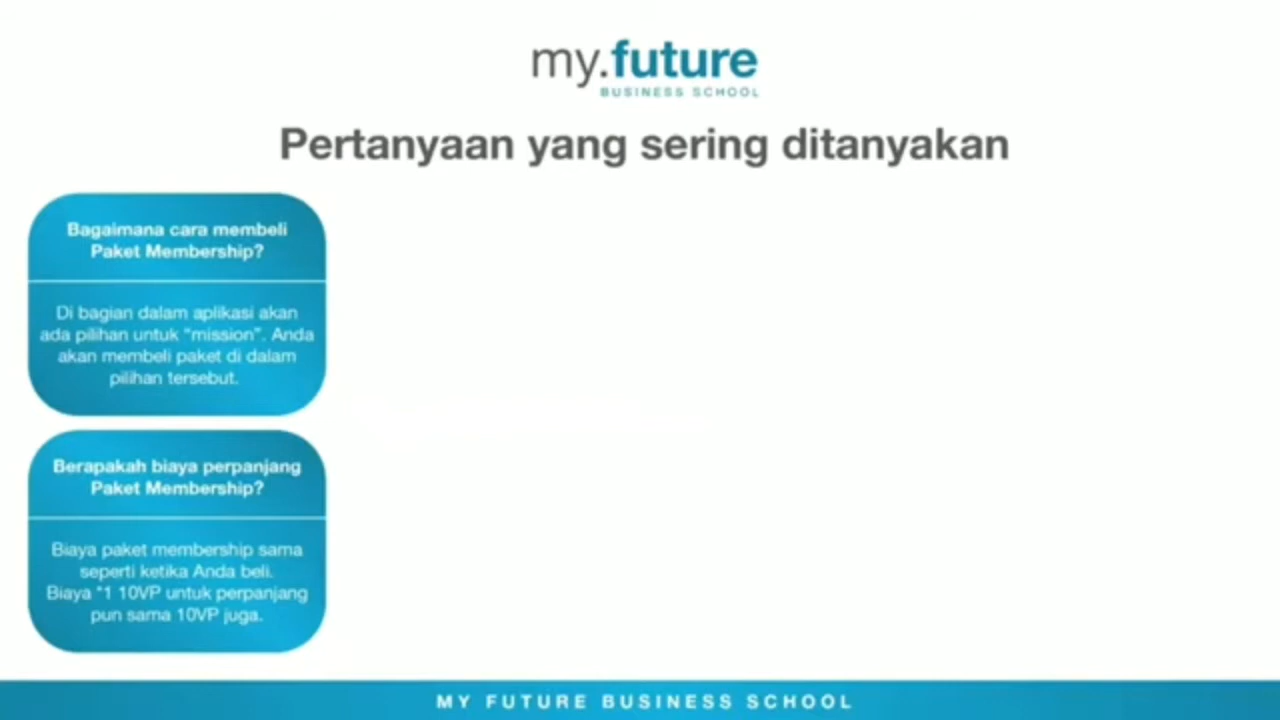 my.future
BUSINESS SCHOOL
Pertanyaan yang sering ditanyakan
Bagaimana cara membeli
Paket Membership?
Di bagian dalam aplikasi akan
ada pilihan untuk “mission”. Anda
akan membeli paket di dalam
pilihan tersebut.
Berapakah biaya perpanjang
Paket Membership?
Biaya paket membership sama
seperti ketika Anda beli.
Biaya *1 10VP untuk perpanjang
pun sama 10VP juga.
MY FUTURE BUSINESS SCHOOL